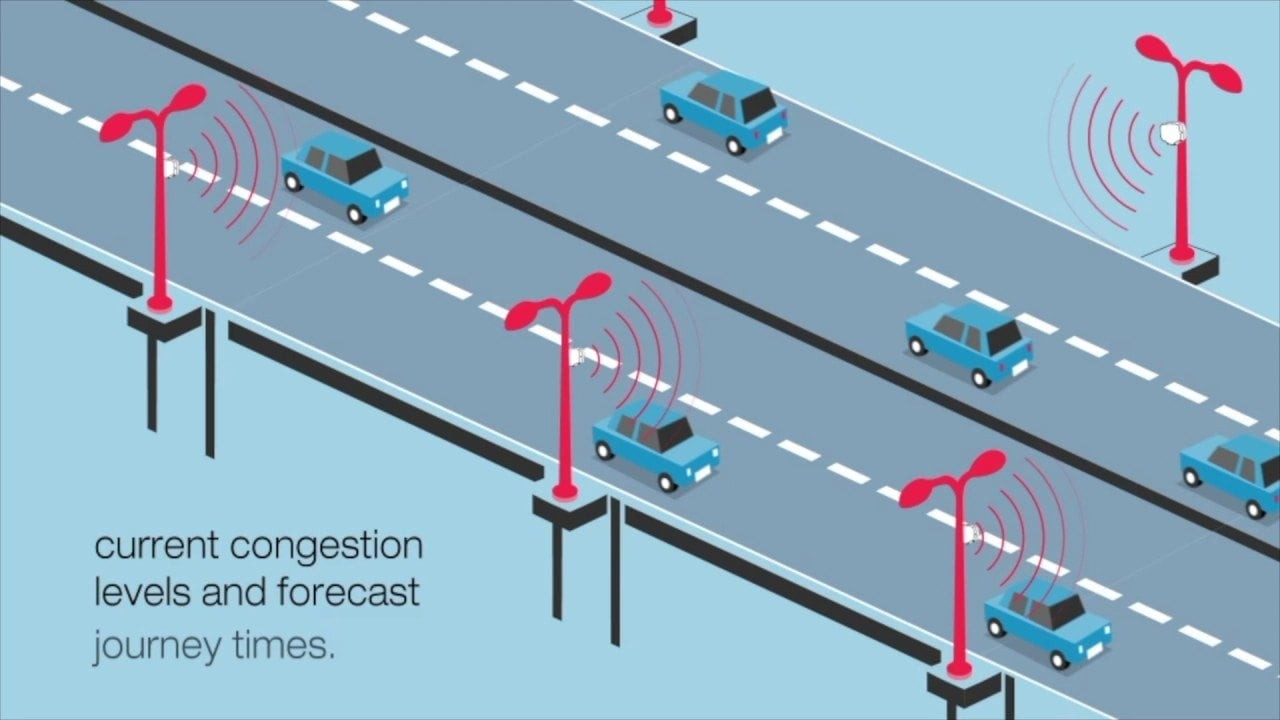 current congestion
levels and forecast
journey times.